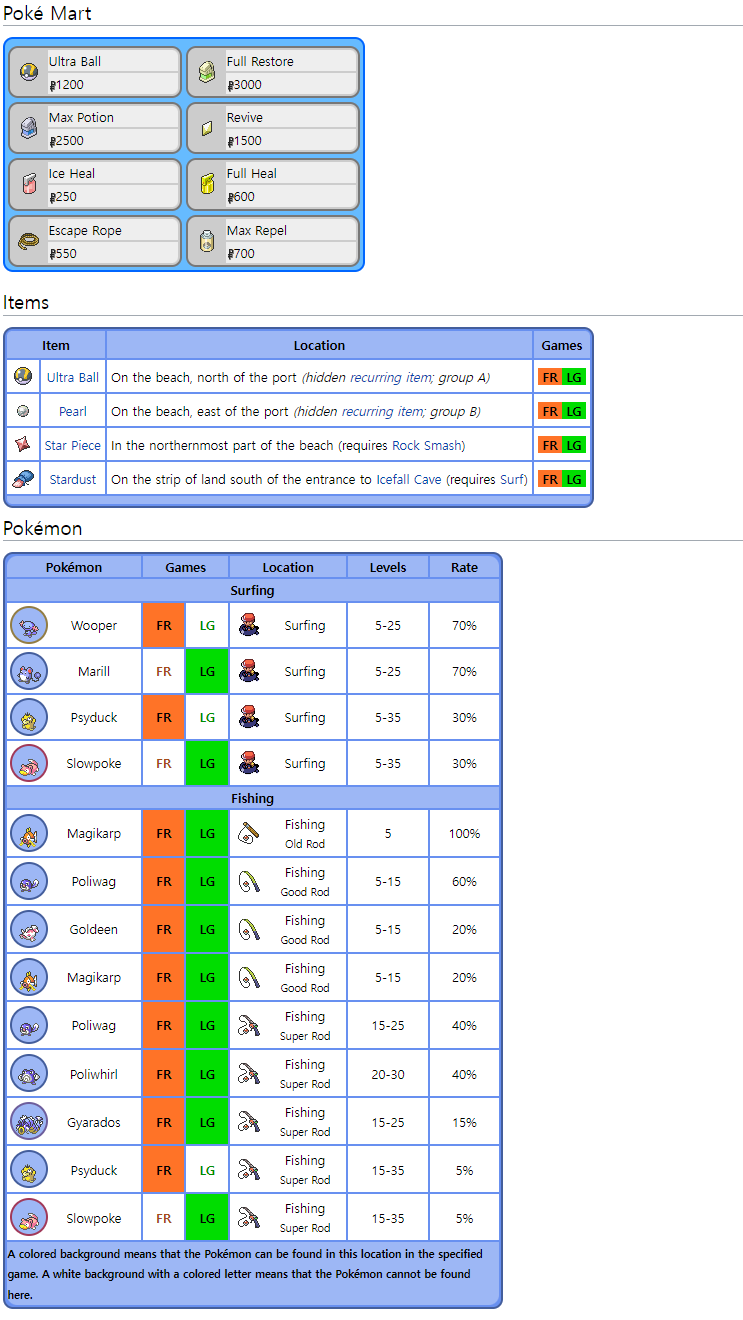 Poké Mart
Ultra Ball
₽1200
Full Restore
₽3000
Max Potion
₽2500
Revive
₽1500
Ice Heal
₽250
Full Heal
₽600
Escape Rope
₽550
Max Repel
₽700
Items
Item Location Games
Ultra Ball On the beach, north of the port (hidden recurring item; group A) FR LG
Pearl On the beach, east of the port (hidden recurring item; group B) FR LG
Star Piece In the northernmost part of the beach (requires Rock Smash) FR LG
Stardust On the strip of land south of the entrance to Icefall Cave (requires Surf) FR LG
Pokémon
Pokémon Games Location Levels Rate
Surfing
Wooper FR LG Surfing 5-25 70%
Marill FR LG Surfing 5-25 70%
Psyduck FR LG Surfing 5-35 30%
Slowpoke FR LG Surfing 5-35 30%
Fishing
Magikarp FR LG Fishing Old Rod 5 100%
Poliwag FR LG Fishing Good Rod 5-15 60%
Goldeen FR LG Fishing Good Rod 5-15 20%
Magikarp FR LG Fishing Good Rod 5-15 20%
Poliwag FR LG Fishing Super Rod 15-25 40%
Poliwhirl FR LG Fishing Super Rod 20-30 40%
Gyarados FR LG Fishing Super Rod 15-25 15%
Psyduck FR LG Fishing Super Rod 15-35 5%
Slowpoke FR LG Fishing Super Rod 15-35 5%
A colored background means that the Pokémon can be found in this location in the specified
game. A white background with a colored letter means that the Pokémon cannot be found
here.